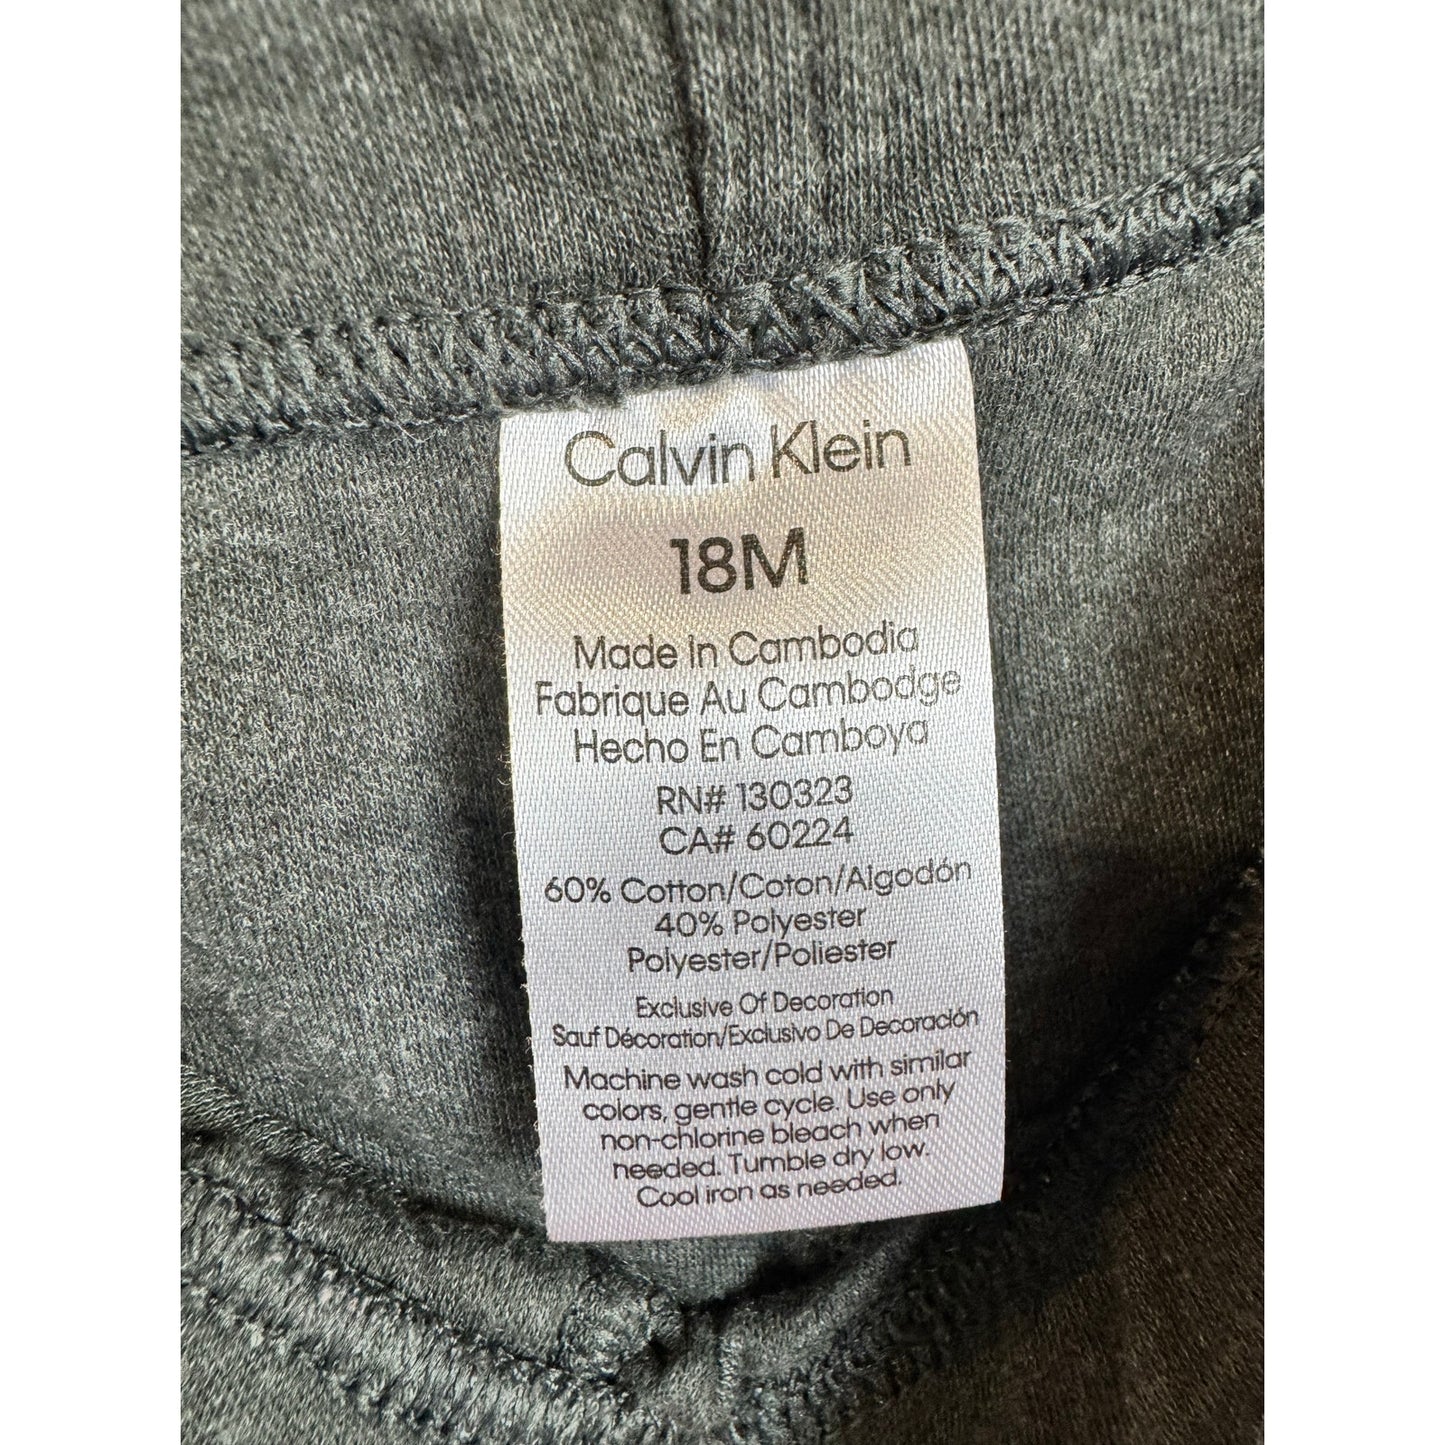 Calvin Klein
18M
Made In Cambodia
Fabrique Au Cambodge
Hecho En Camboya
RN# 130323
CA# 60224
60% Cotton/Coton/Algodón
40% Polyester
Polyester/Poliester
Exclusive Of Decoration
Sauf Décoration/Exclusivo De Decoración
Machine wash cold with similar
colors, gentle cycle. Use only
non-chlorine bleach when
needed. Tumble dry low.
Cool iron as needed.